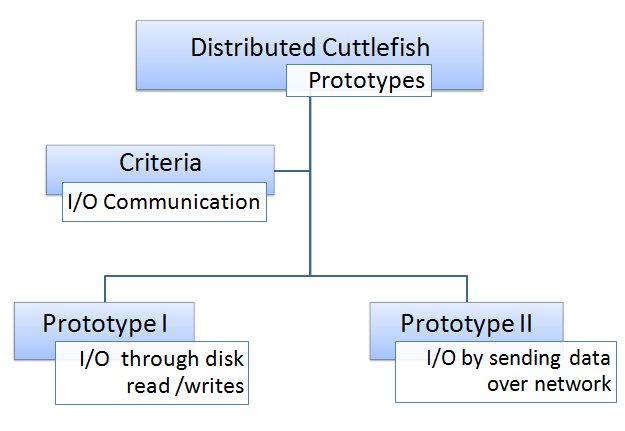 Distributed Cuttlefish
Prototypes
Criteria
I/O Communication
Prototype I
I/O through disk
read /writes
Prototype II
I/O by sending data
over network